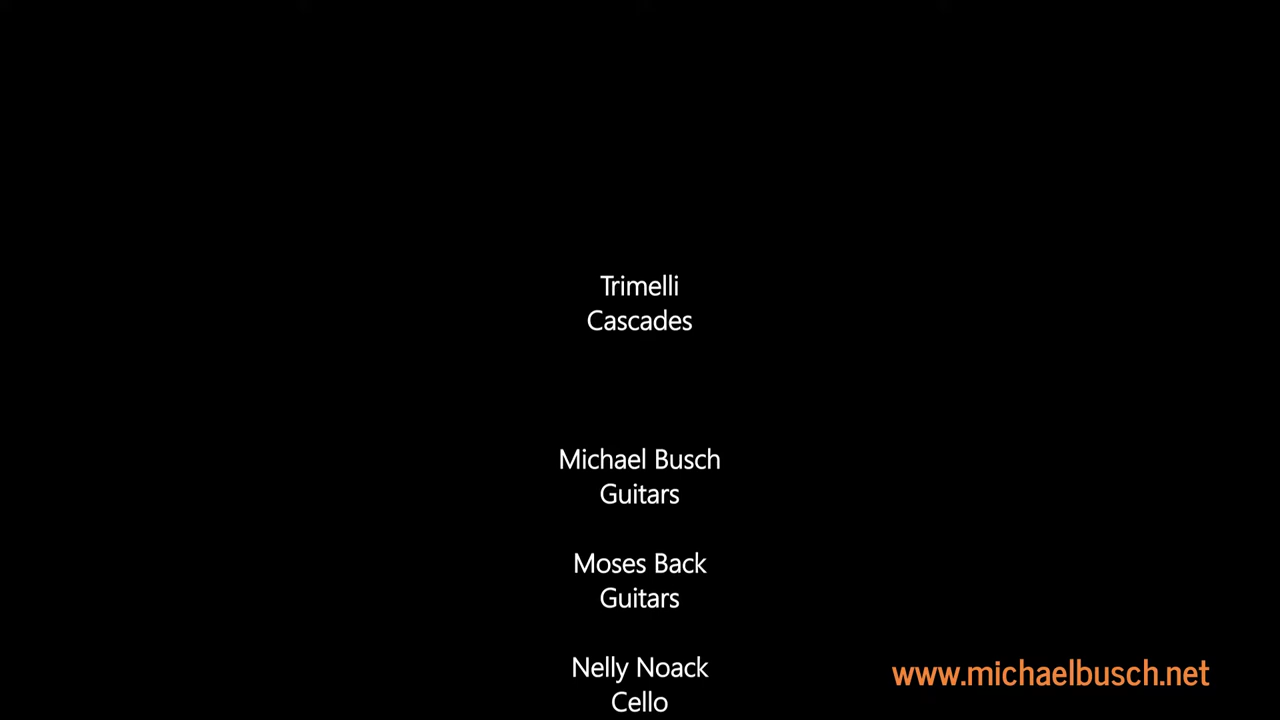 Trimelli
Cascades
Michael Busch
Guitars
Moses Back
Guitars
Nelly Noack
Cello
www.michaelbusch.net